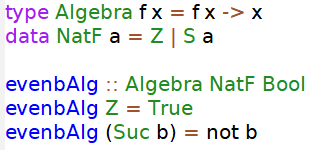 type Algebra f x = f x -> x
data NatF a = Z | S a

evenbAlg :: Algebra NatF Bool
evenbAlg Z = True
evenbAlg (Suc b) = not b